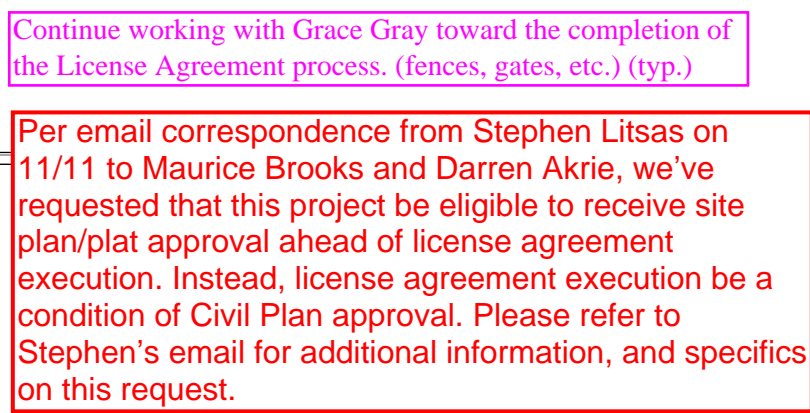 Continue working with Grace Gray toward the completion of
the License Agreement process. (fences, gates, etc.) (typ.)
Per email correspondence from Stephen Litsas on
11/11 to Maurice Brooks and Darren Akrie, we’ve
requested that this project be eligible to receive site
plan/plat approval ahead of license agreement
execution. Instead, license agreement execution be a
condition of Civil Plan approval. Please refer to
Stephen’s email for additional information, and specifics
on this request.